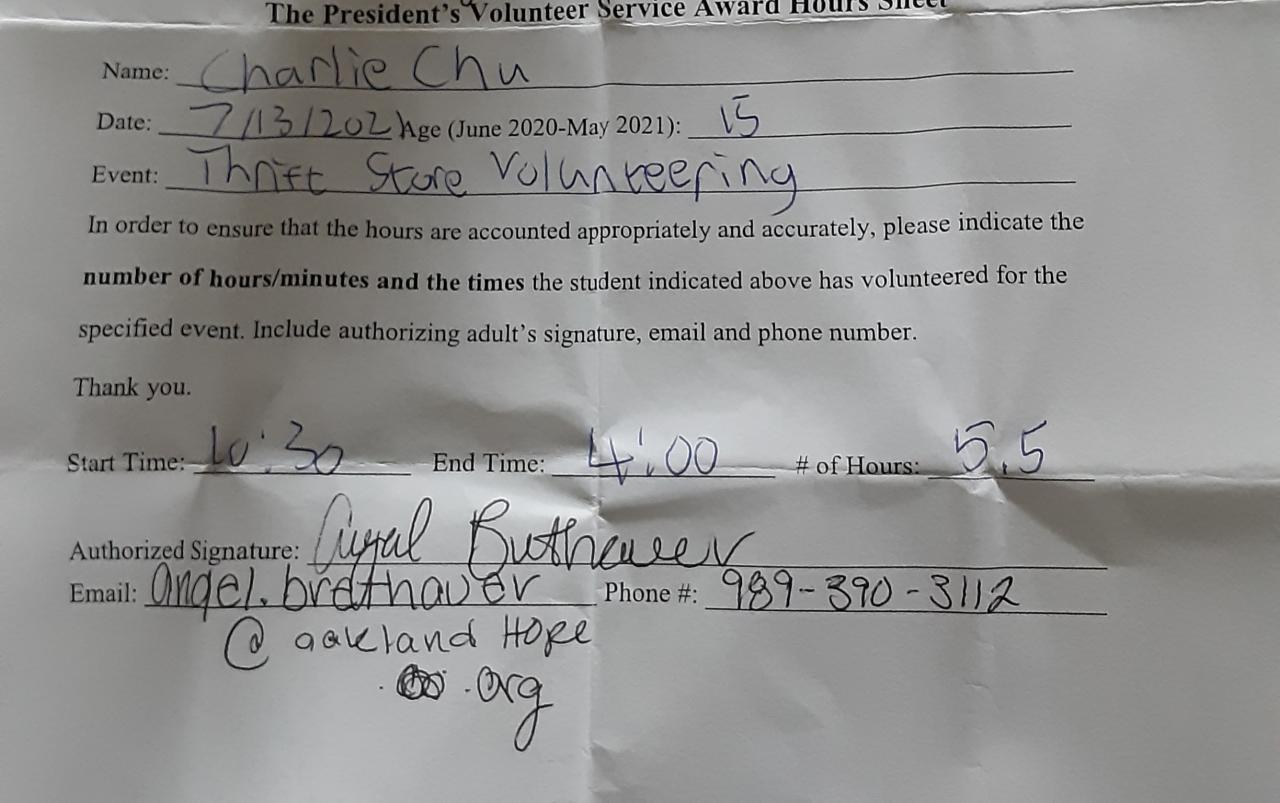 The President's Volunteer Service Award Hours Sheet
Name: Charlie Chu
Date: 7/13/2021 Age (June 2020-May 2021): 15
Event: Thrift Store Volunteering
In order to ensure that the hours are accounted appropriately and accurately, please indicate the
number of hours/minutes and the times the student indicated above has volunteered for the
specified event. Include authorizing adult's signature, email and phone number.
Thank you.
Start Time: 10:30 End Time: 4:00 # of Hours: 5.5
Authorized Signature:
Email: angel. Phone #: 989-390-3112
@ oakland Hope
.org